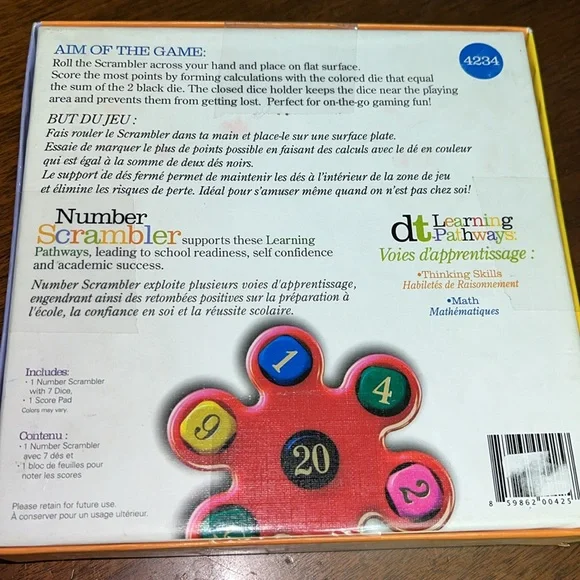 AIM OF THE GAME:
Roll the Scrambler across your hand and place on flat surface.
Score the most points by forming calculations with the colored die that equal
the sum of the 2 black die. The closed dice holder keeps the dice near the playing
area and prevents them from getting lost. Perfect for on-the-go gaming fun!
4234
BUT DU JEU :
Fais rouler le Scrambler dans ta main et place-le sur une surface plate.
Essaie de marquer le plus de points possible en faisant des calculs avec le dé en couleur
qui est égal à la somme de deux dés noirs.
Le support de dés fermé permet de maintenir les dés à l'intérieur de la zone de jeu
et élimine les risques de perte. Idéal pour s'amuser même quand on n'est pas chez soi!
Number
Scrambler supports these Learning
Pathways, leading to school readiness, self confidence
and academic success.
Number Scrambler exploite plusieurs voies d'apprentissage,
engendrant ainsi des retombées positives sur la préparation à
l'école, la confiance en soi et la réussite scolaire.
dt Learning
Pathways:
Voies d'apprentissage :
•Thinking Skills
Habiletés de Raisonnement
•Math
Mathématiques
Includes:
• 1 Number Scrambler
with 7 Dice,
• 1 Score Pad
Colors may vary.
Contenu :
• 1 Number Scrambler
avec 7 dés et
• 1 bloc de feuilles pour
noter les scores
Please retain for future use.
À conserver pour un usage ultérieur.
1
4
9
20
2
8 59862 00425